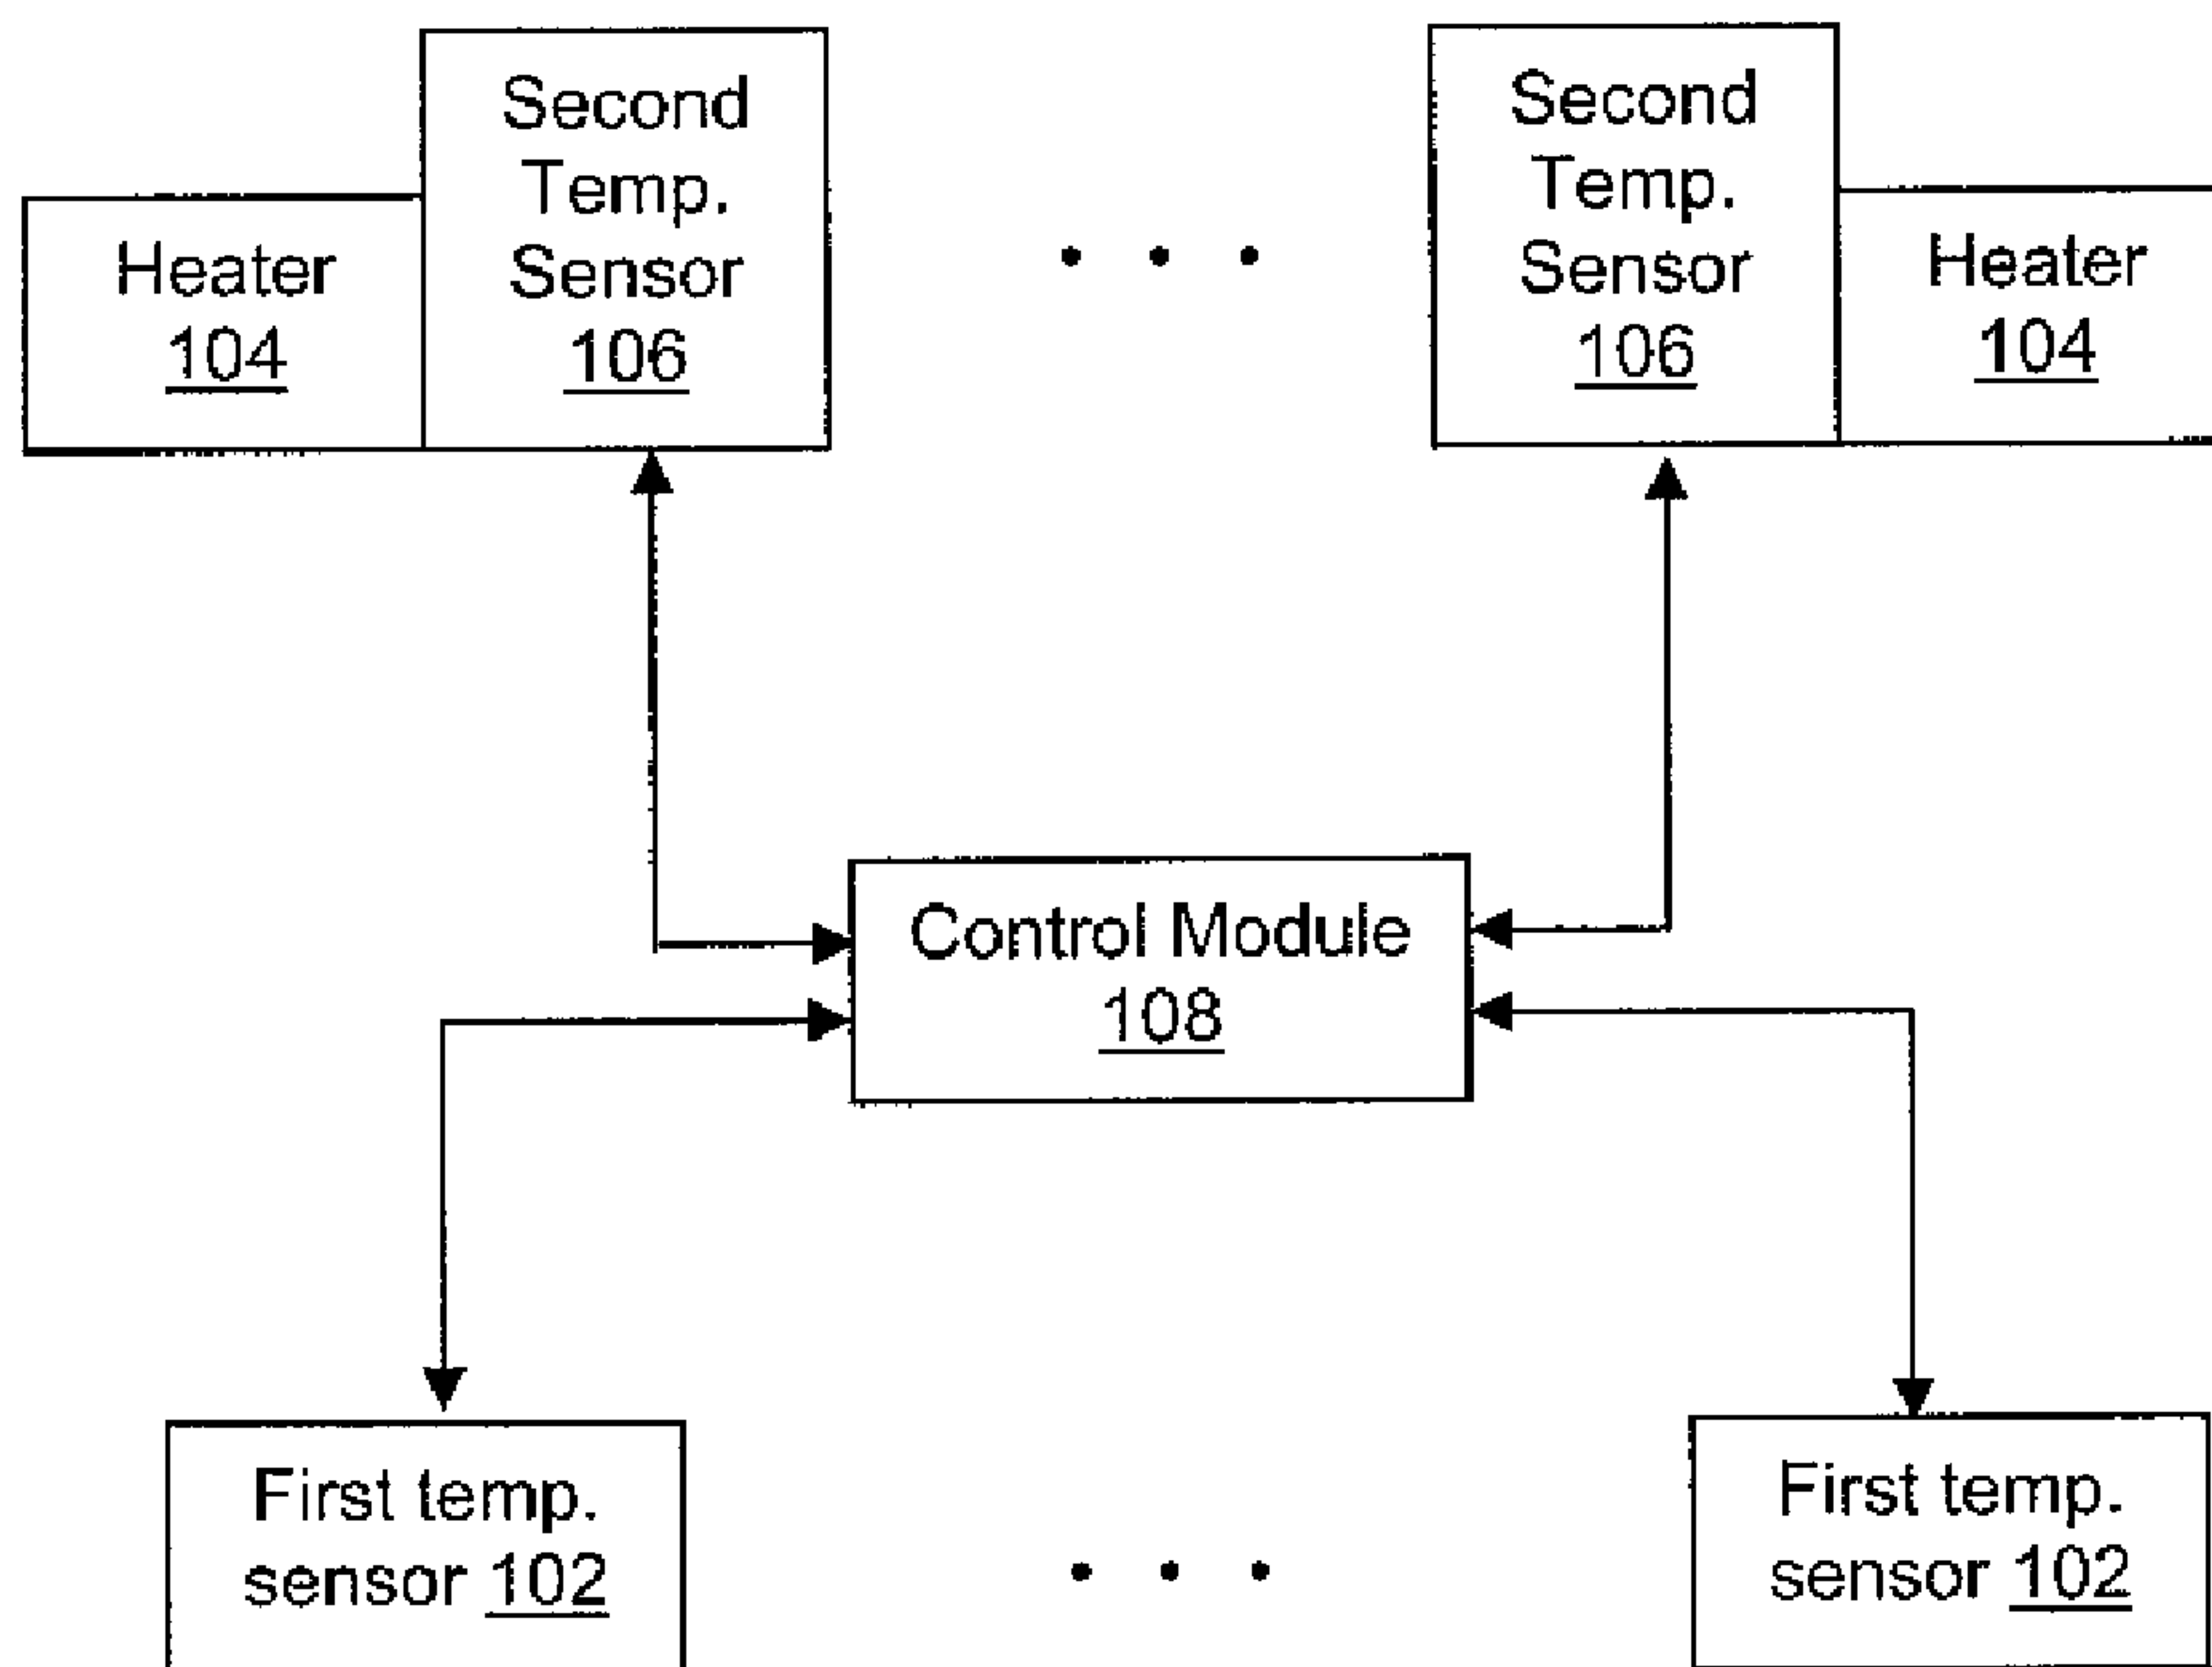 Second
Temp.
Sensor
106
Heater
104
Second
Temp.
Sensor
106
Heater
104
Control Module
108
First temp.
sensor 102
First temp.
sensor 102